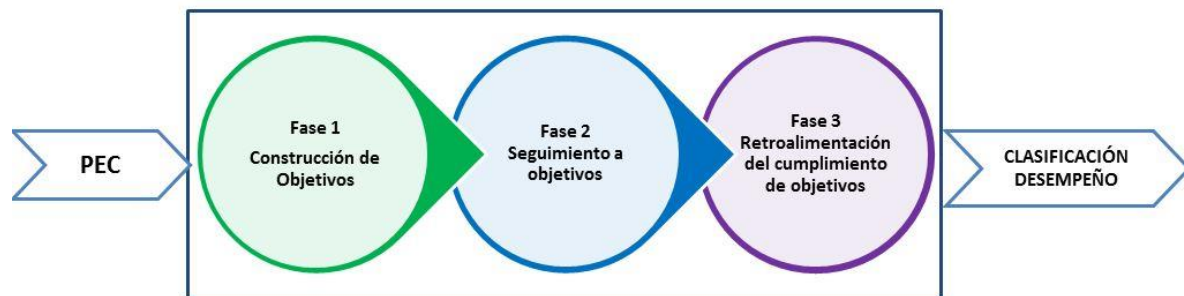 PEC
Fase 1
Construcción de
Objetivos
Fase 2
Seguimiento a
objetivos
Fase 3
Retroalimentación
del cumplimiento
de objetivos
CLASIFICACIÓN
DESEMPEÑO